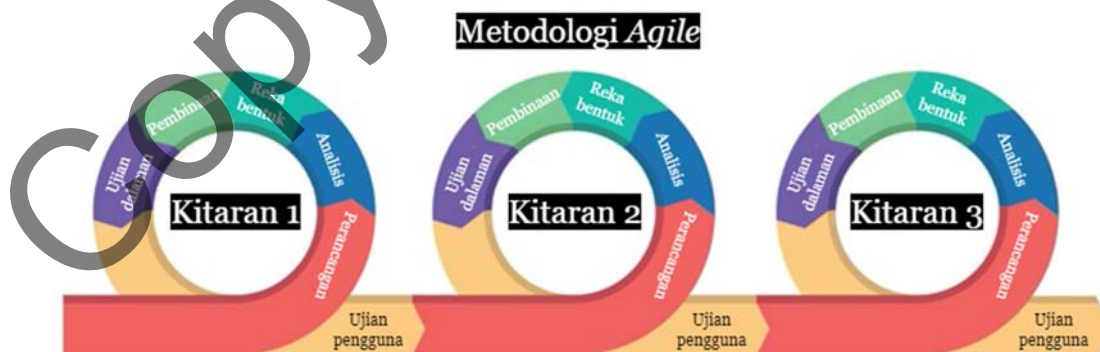 Copy
Metodologi Agile
Pembinaan
Reka
bentuk
Analisis
Ujian
dalaman
Kitaran 1
Perancangan
Ujian
pengguna
Pembinaan
Reka
bentuk
Analisis
Ujian
dalaman
Kitaran 2
Perancangan
Ujian
pengguna
Pembinaan
Reka
bentuk
Analisis
Ujian
dalaman
Kitaran 3
Perancangan
Ujian
pengguna